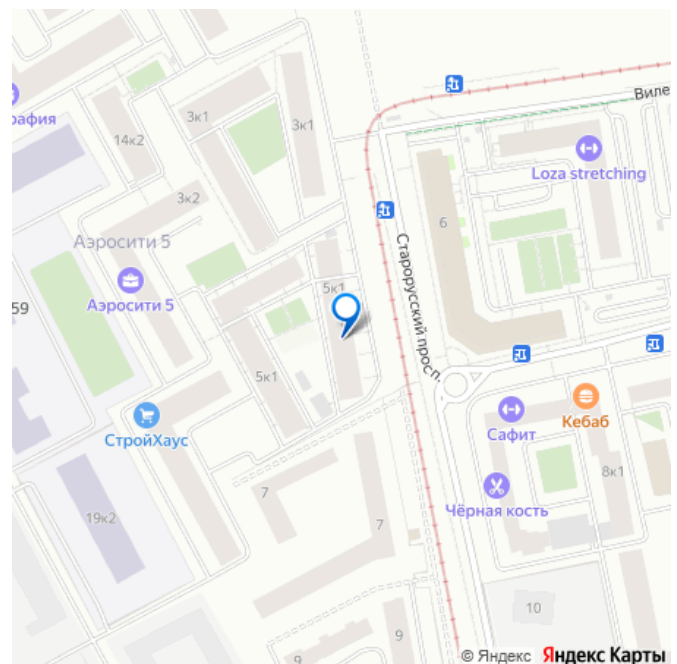 Виле
рафия
3к1
3к1
14к2
Loza stretching
3к2
6
Аэросити 5
Старорусский просп.
59
Аэросити 5
5к1
5к1
Сафит
Кебаб
СтройХаус
8к1
7
Чёрная кость
19к2
7
10
9
9
© Яндекс Яндекс Карты